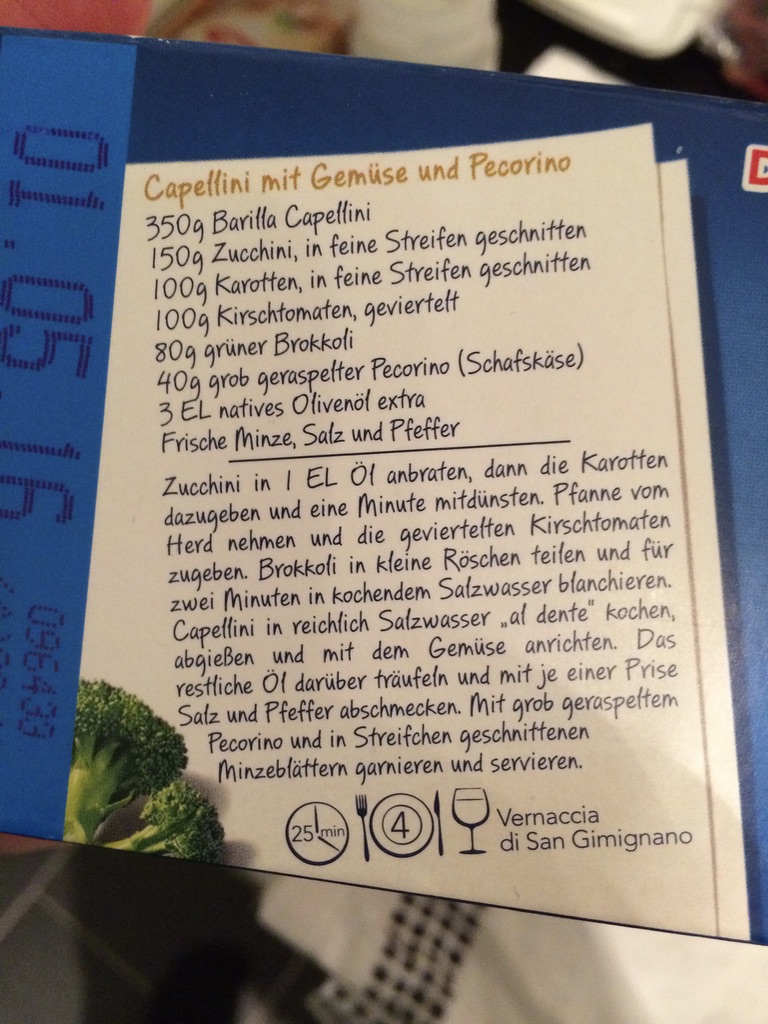 Capellini mit Gemüse und Pecorino
350g Barilla Capellini
150g Zucchini, in feine Streifen geschnitten
100g Karotten, in feine Streifen geschnitten
100g Kirschtomaten, geviertelt
80g grüner Brokkoli
40g grob geraspelter Pecorino (Schafskäse)
3 EL natives Olivenöl extra
Frische Minze, Salz und Pfeffer
Zucchini in 1 EL Öl anbraten, dann die Karotten
dazugeben und eine Minute mitdünsten. Pfanne vom
Herd nehmen und die geviertelten Kirschtomaten
zugeben. Brokkoli in kleine Röschen teilen und für
zwei Minuten in kochendem Salzwasser blanchieren.
Capellini in reichlich Salzwasser „al dente“ kochen,
abgießen und mit dem Gemüse anrichten. Das
restliche Öl darüber träufeln und mit je einer Prise
Salz und Pfeffer abschmecken. Mit grob geraspeltem
Pecorino und in Streifchen geschnittenen
Minzeblättern garnieren und servieren.
25 min
4
Vernaccia
di San Gimignano
01.05.16
096439
D